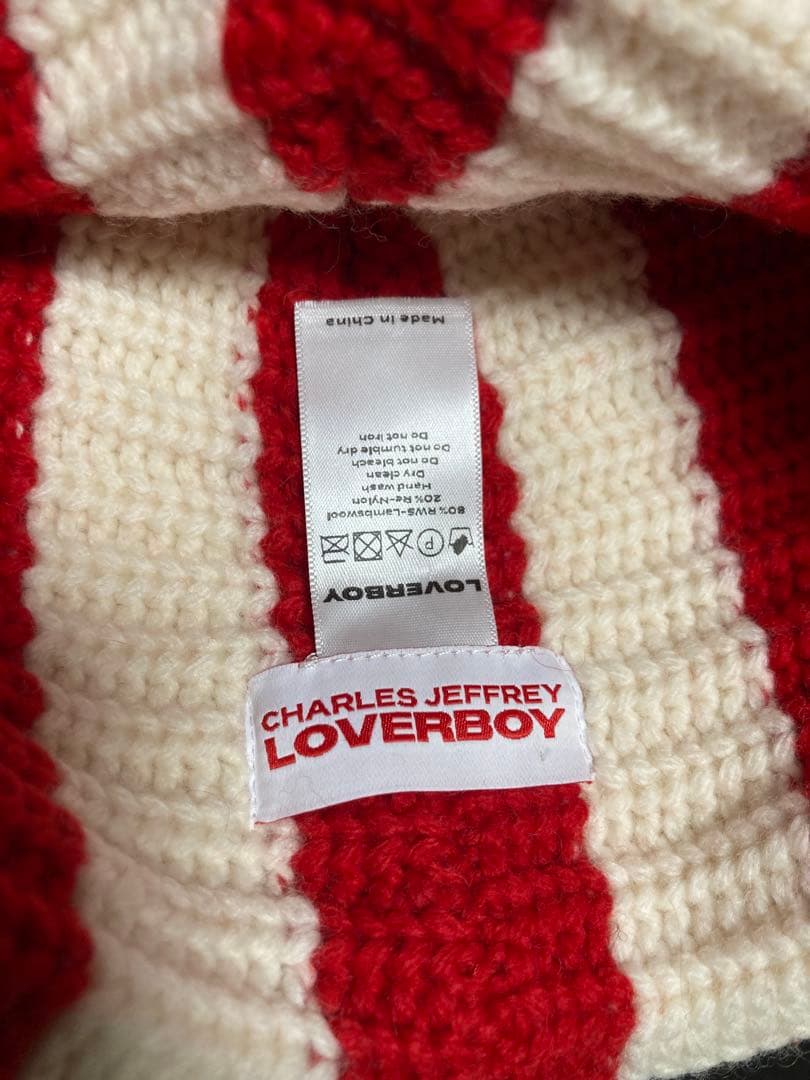 CHARLES JEFFREY
LOVERBOY
LOVERBOY
P
80% RWS-Lambswool
20% Re-Nylon
Hand wash
Dry clean
Do not bleach
Do not tumble dry
Do not iron
Made in China